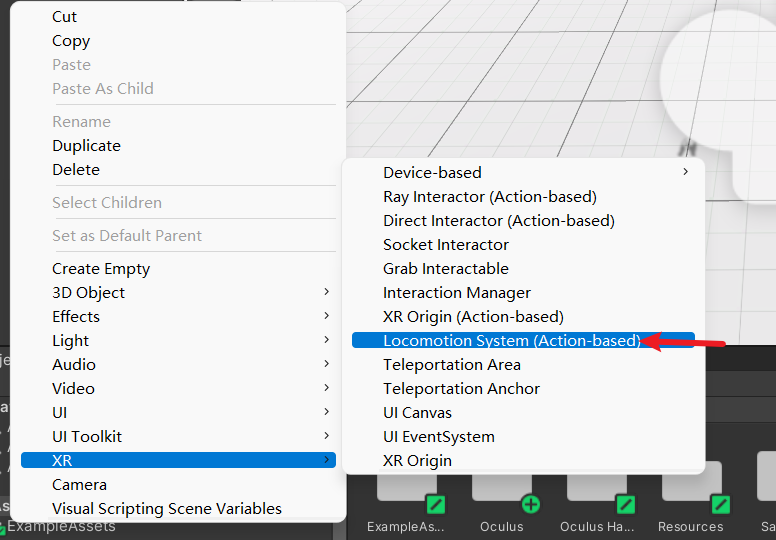 Cut
Copy
Paste
Paste As Child
Rename
Duplicate
Delete
Select Children
Set as Default Parent
Create Empty
3D Object
Effects
Light
Audio
Video
UI
UI Toolkit
XR
Camera
Visual Scripting Scene Variables
Device-based
Ray Interactor (Action-based)
Direct Interactor (Action-based)
Socket Interactor
Grab Interactable
Interaction Manager
XR Origin (Action-based)
Locomotion System (Action-based)
Teleportation Area
Teleportation Anchor
UI Canvas
UI EventSystem
XR Origin
ExampleAssets
ExampleAs...
Oculus
Oculus Ha...
Resources